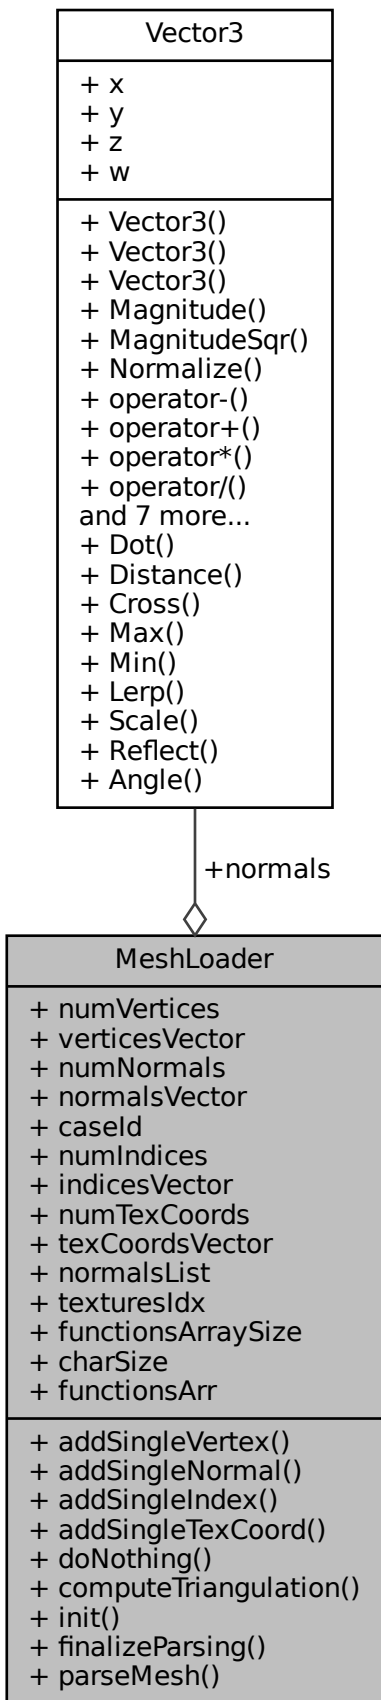 Vector3
+ x
+ y
+ z
+ w
+ Vector3()
+ Vector3()
+ Vector3()
+ Magnitude()
+ MagnitudeSqr()
+ Normalize()
+ operator-()
+ operator+()
+ operator*()
+ operator/()
and 7 more...
+ Dot()
+ Distance()
+ Cross()
+ Max()
+ Min()
+ Lerp()
+ Scale()
+ Reflect()
+ Angle()
+normals
MeshLoader
+ numVertices
+ verticesVector
+ numNormals
+ normalsVector
+ caseId
+ numIndices
+ indicesVector
+ numTexCoords
+ texCoordsVector
+ normalsList
+ texturesIdx
+ functionsArraySize
+ charSize
+ functionsArr
+ addSingleVertex()
+ addSingleNormal()
+ addSingleIndex()
+ addSingleTexCoord()
+ doNothing()
+ computeTriangulation()
+ init()
+ finalizeParsing()
+ parseMesh()